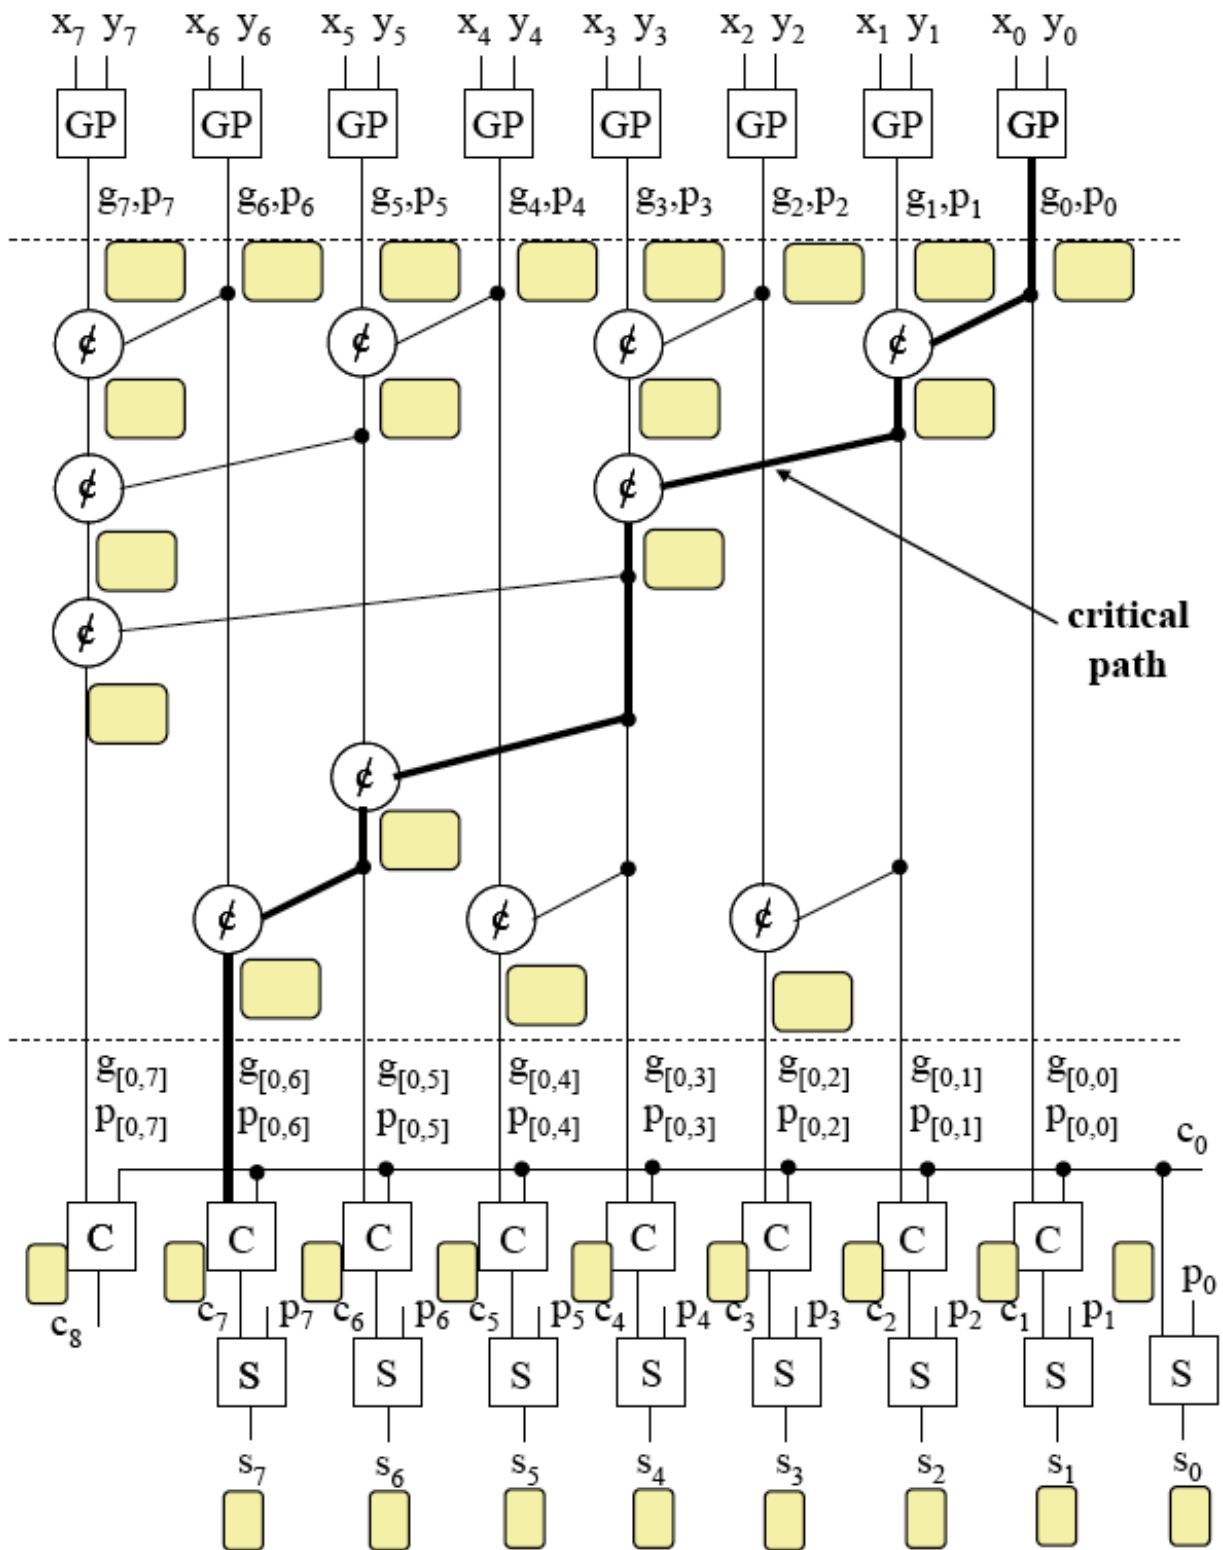 x₇ y₇ x₆ y₆ x₅ y₅ x₄ y₄ x₃ y₃ x₂ y₂ x₁ y₁ x₀ y₀
GP GP GP GP GP GP GP GP
g₇,p₇ g₆,p₆ g₅,p₅ g₄,p₄ g₃,p₃ g₂,p₂ g₁,p₁ g₀,p₀
¢ ¢ ¢ ¢
¢ ¢
¢
critical
path
¢
¢ ¢ ¢
g[0,7] g[0,6] g[0,5] g[0,4] g[0,3] g[0,2] g[0,1] g[0,0]
p[0,7] p[0,6] p[0,5] p[0,4] p[0,3] p[0,2] p[0,1] p[0,0]
c₀
C C C C C C C C
p₀
c₈ c₇ p₇ c₆ p₆ c₅ p₅ c₄ p₄ c₃ p₃ c₂ p₂ c₁ p₁
S S S S S S S S
s₇ s₆ s₅ s₄ s₃ s₂ s₁ s₀